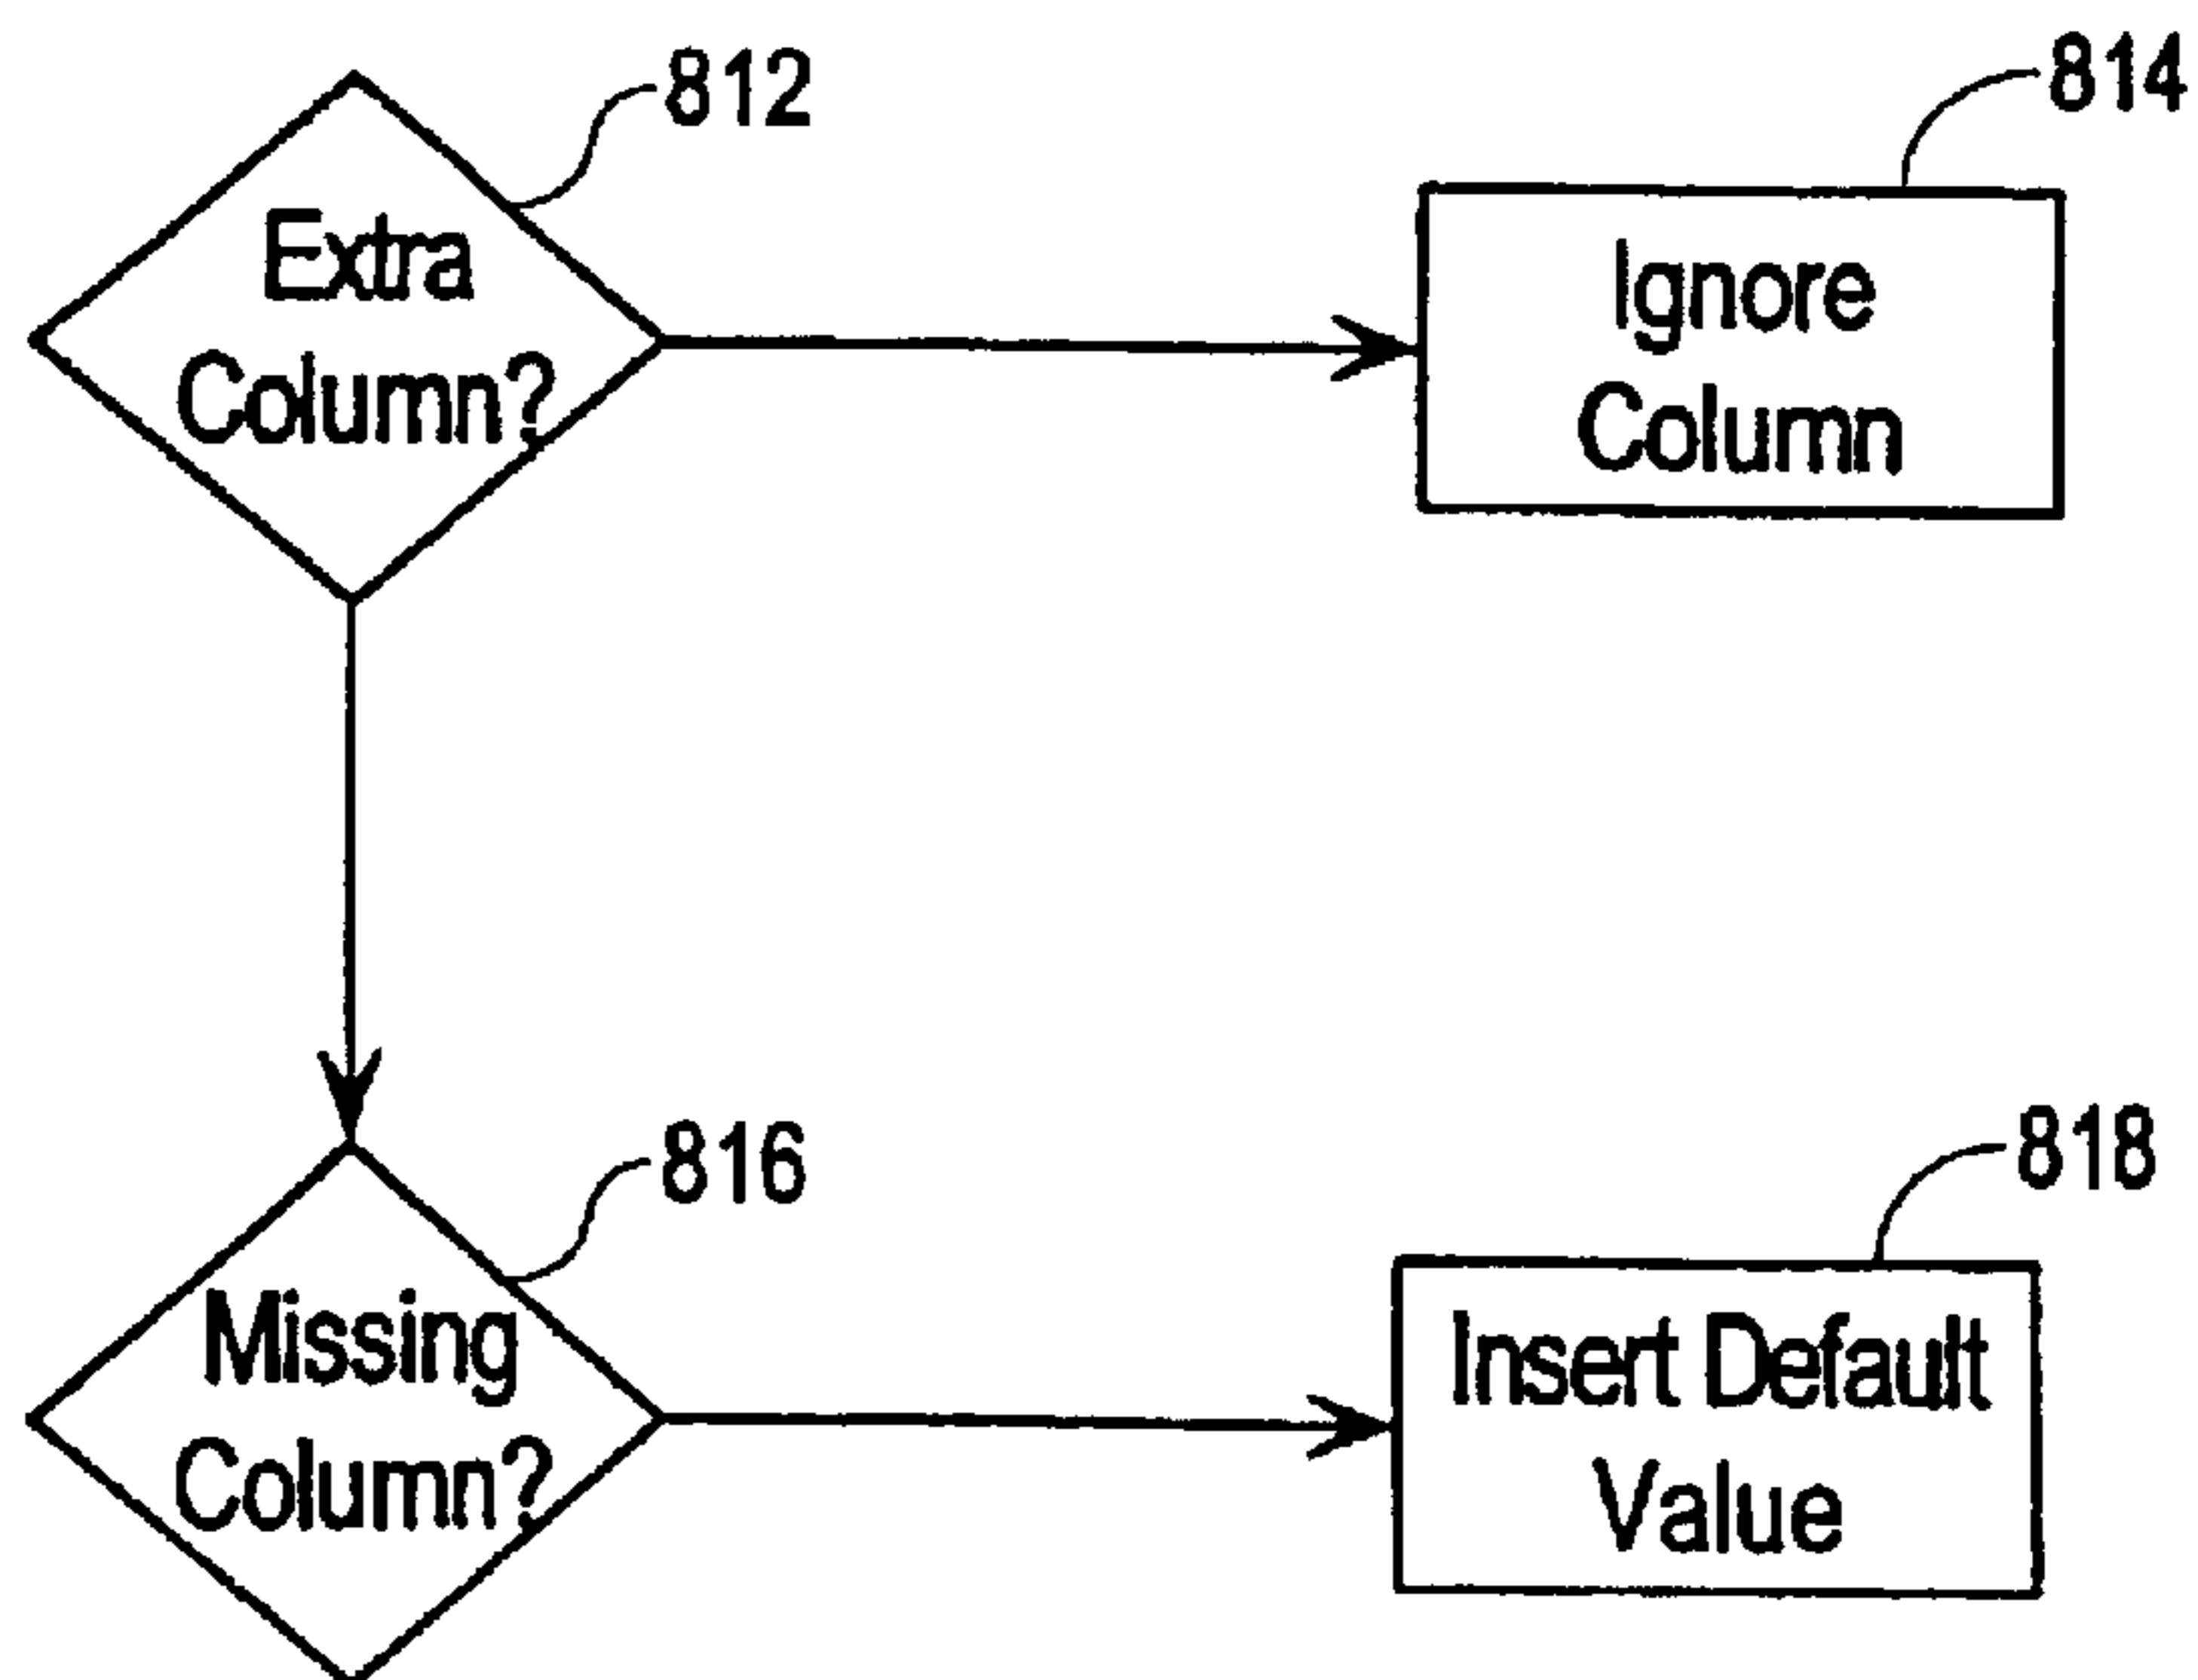 812
Extra
Column?
814
Ignore
Column
816
Missing
Column?
818
Insert Default
Value